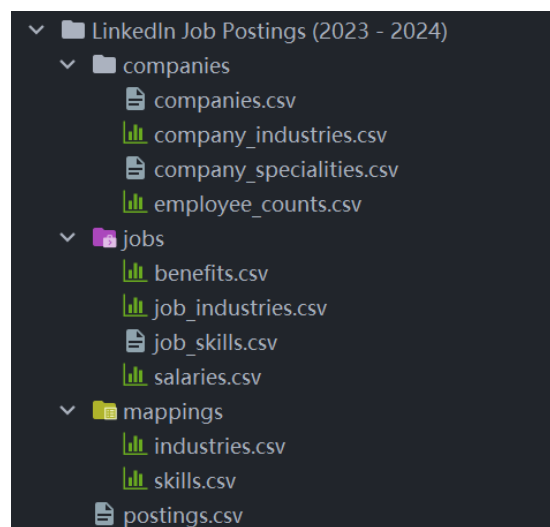 LinkedIn Job Postings (2023 - 2024)
companies
companies.csv
company_industries.csv
company_specialities.csv
employee_counts.csv
jobs
benefits.csv
job_industries.csv
job_skills.csv
salaries.csv
mappings
industries.csv
skills.csv
postings.csv